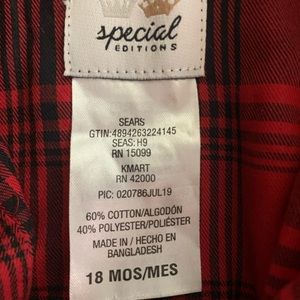 special
EDITIONS
SEARS
GTIN:4894263224145
SEAS: H9
RN 15099
KMART
RN 42000
PIC: 020786JUL19
60% COTTON/ALGODÓN
40% POLYESTER/POLIÉSTER
MADE IN / HECHO EN
BANGLADESH
18 MOS/MES